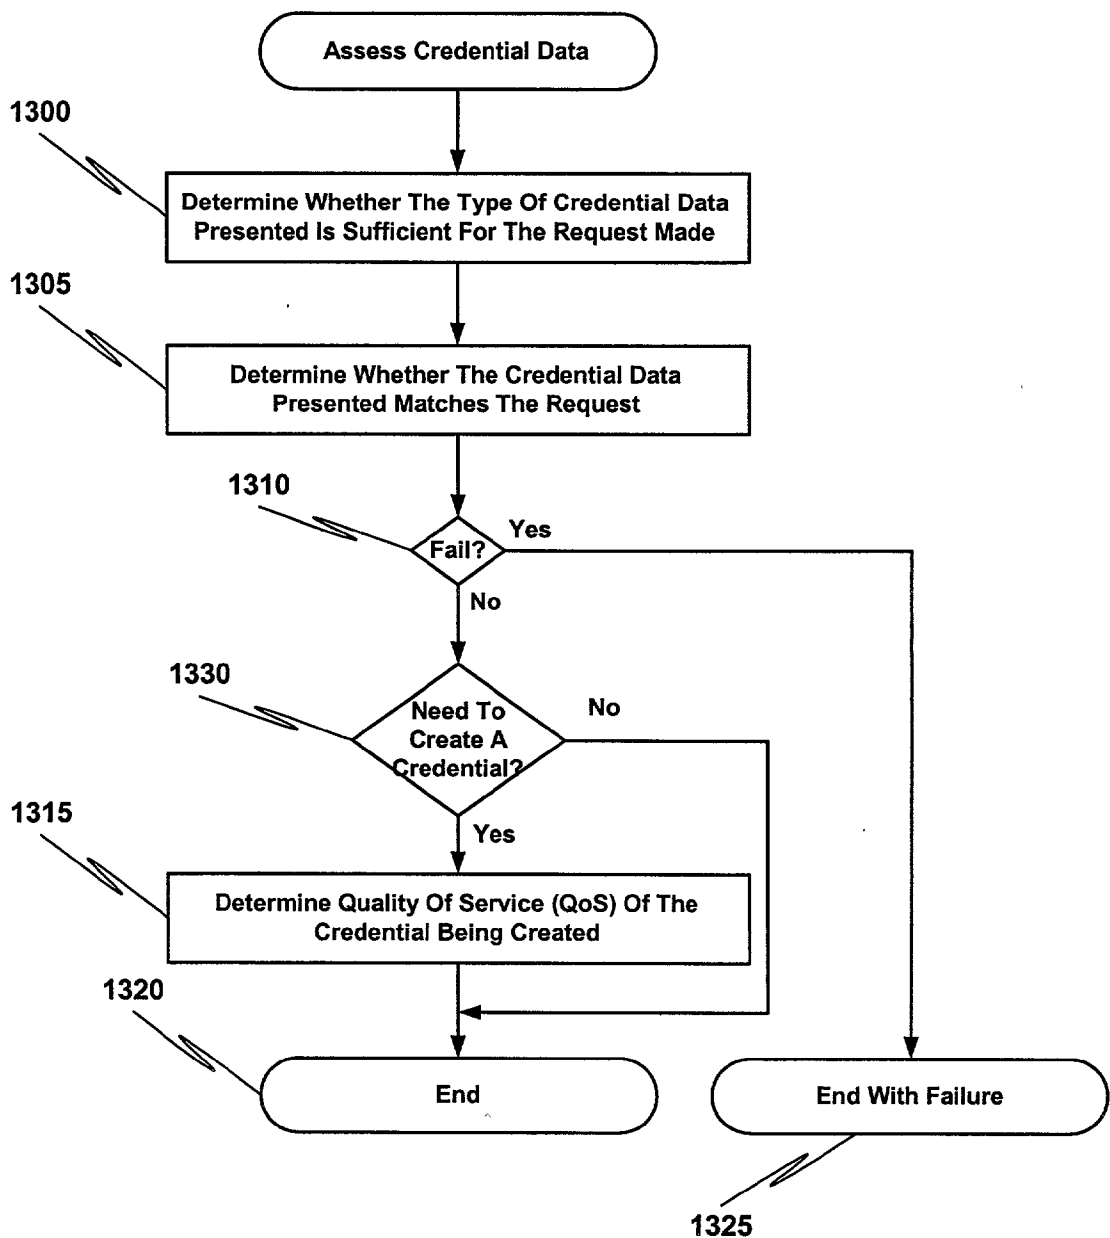 Assess Credential Data
1300
Determine Whether The Type Of Credential Data
Presented Is Sufficient For The Request Made
1305
Determine Whether The Credential Data
Presented Matches The Request
1310
Fail?
Yes
No
1330
Need To
Create A
Credential?
No
Yes
1315
Determine Quality Of Service (QoS) Of The
Credential Being Created
1320
End
End With Failure
1325